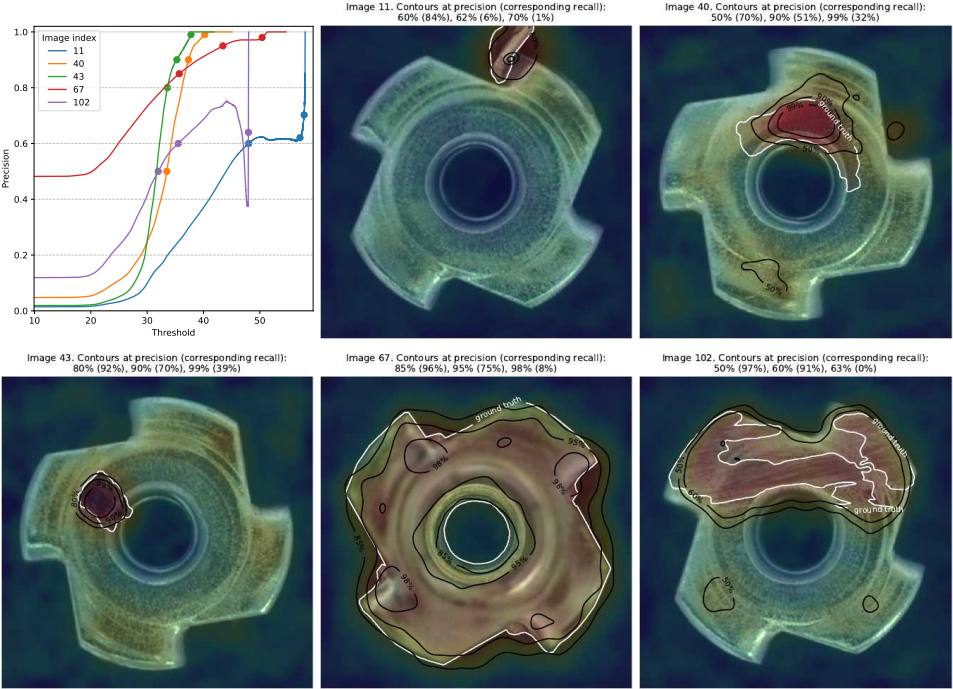 Image 11. Contours at precision (corresponding recall):
60% (84%), 62% (6%), 70% (1%)
Image 40. Contours at precision (corresponding recall):
50% (70%), 90% (51%), 99% (32%)
1.0
0.8
0.6
0.4
0.2
0.0
Precision
Image index
11
40
43
67
102
10
20
30
40
50
Threshold
90%
99%
ground truth
50%
50%
Image 43. Contours at precision (corresponding recall):
80% (92%), 90% (70%), 99% (39%)
Image 67. Contours at precision (corresponding recall):
85% (96%), 95% (75%), 98% (8%)
Image 102. Contours at precision (corresponding recall):
50% (97%), 60% (91%), 63% (0%)
80%
ground truth
95%
98%
98%
85%
85%
95%
98%
ground truth
50%
60%
ground truth
50%